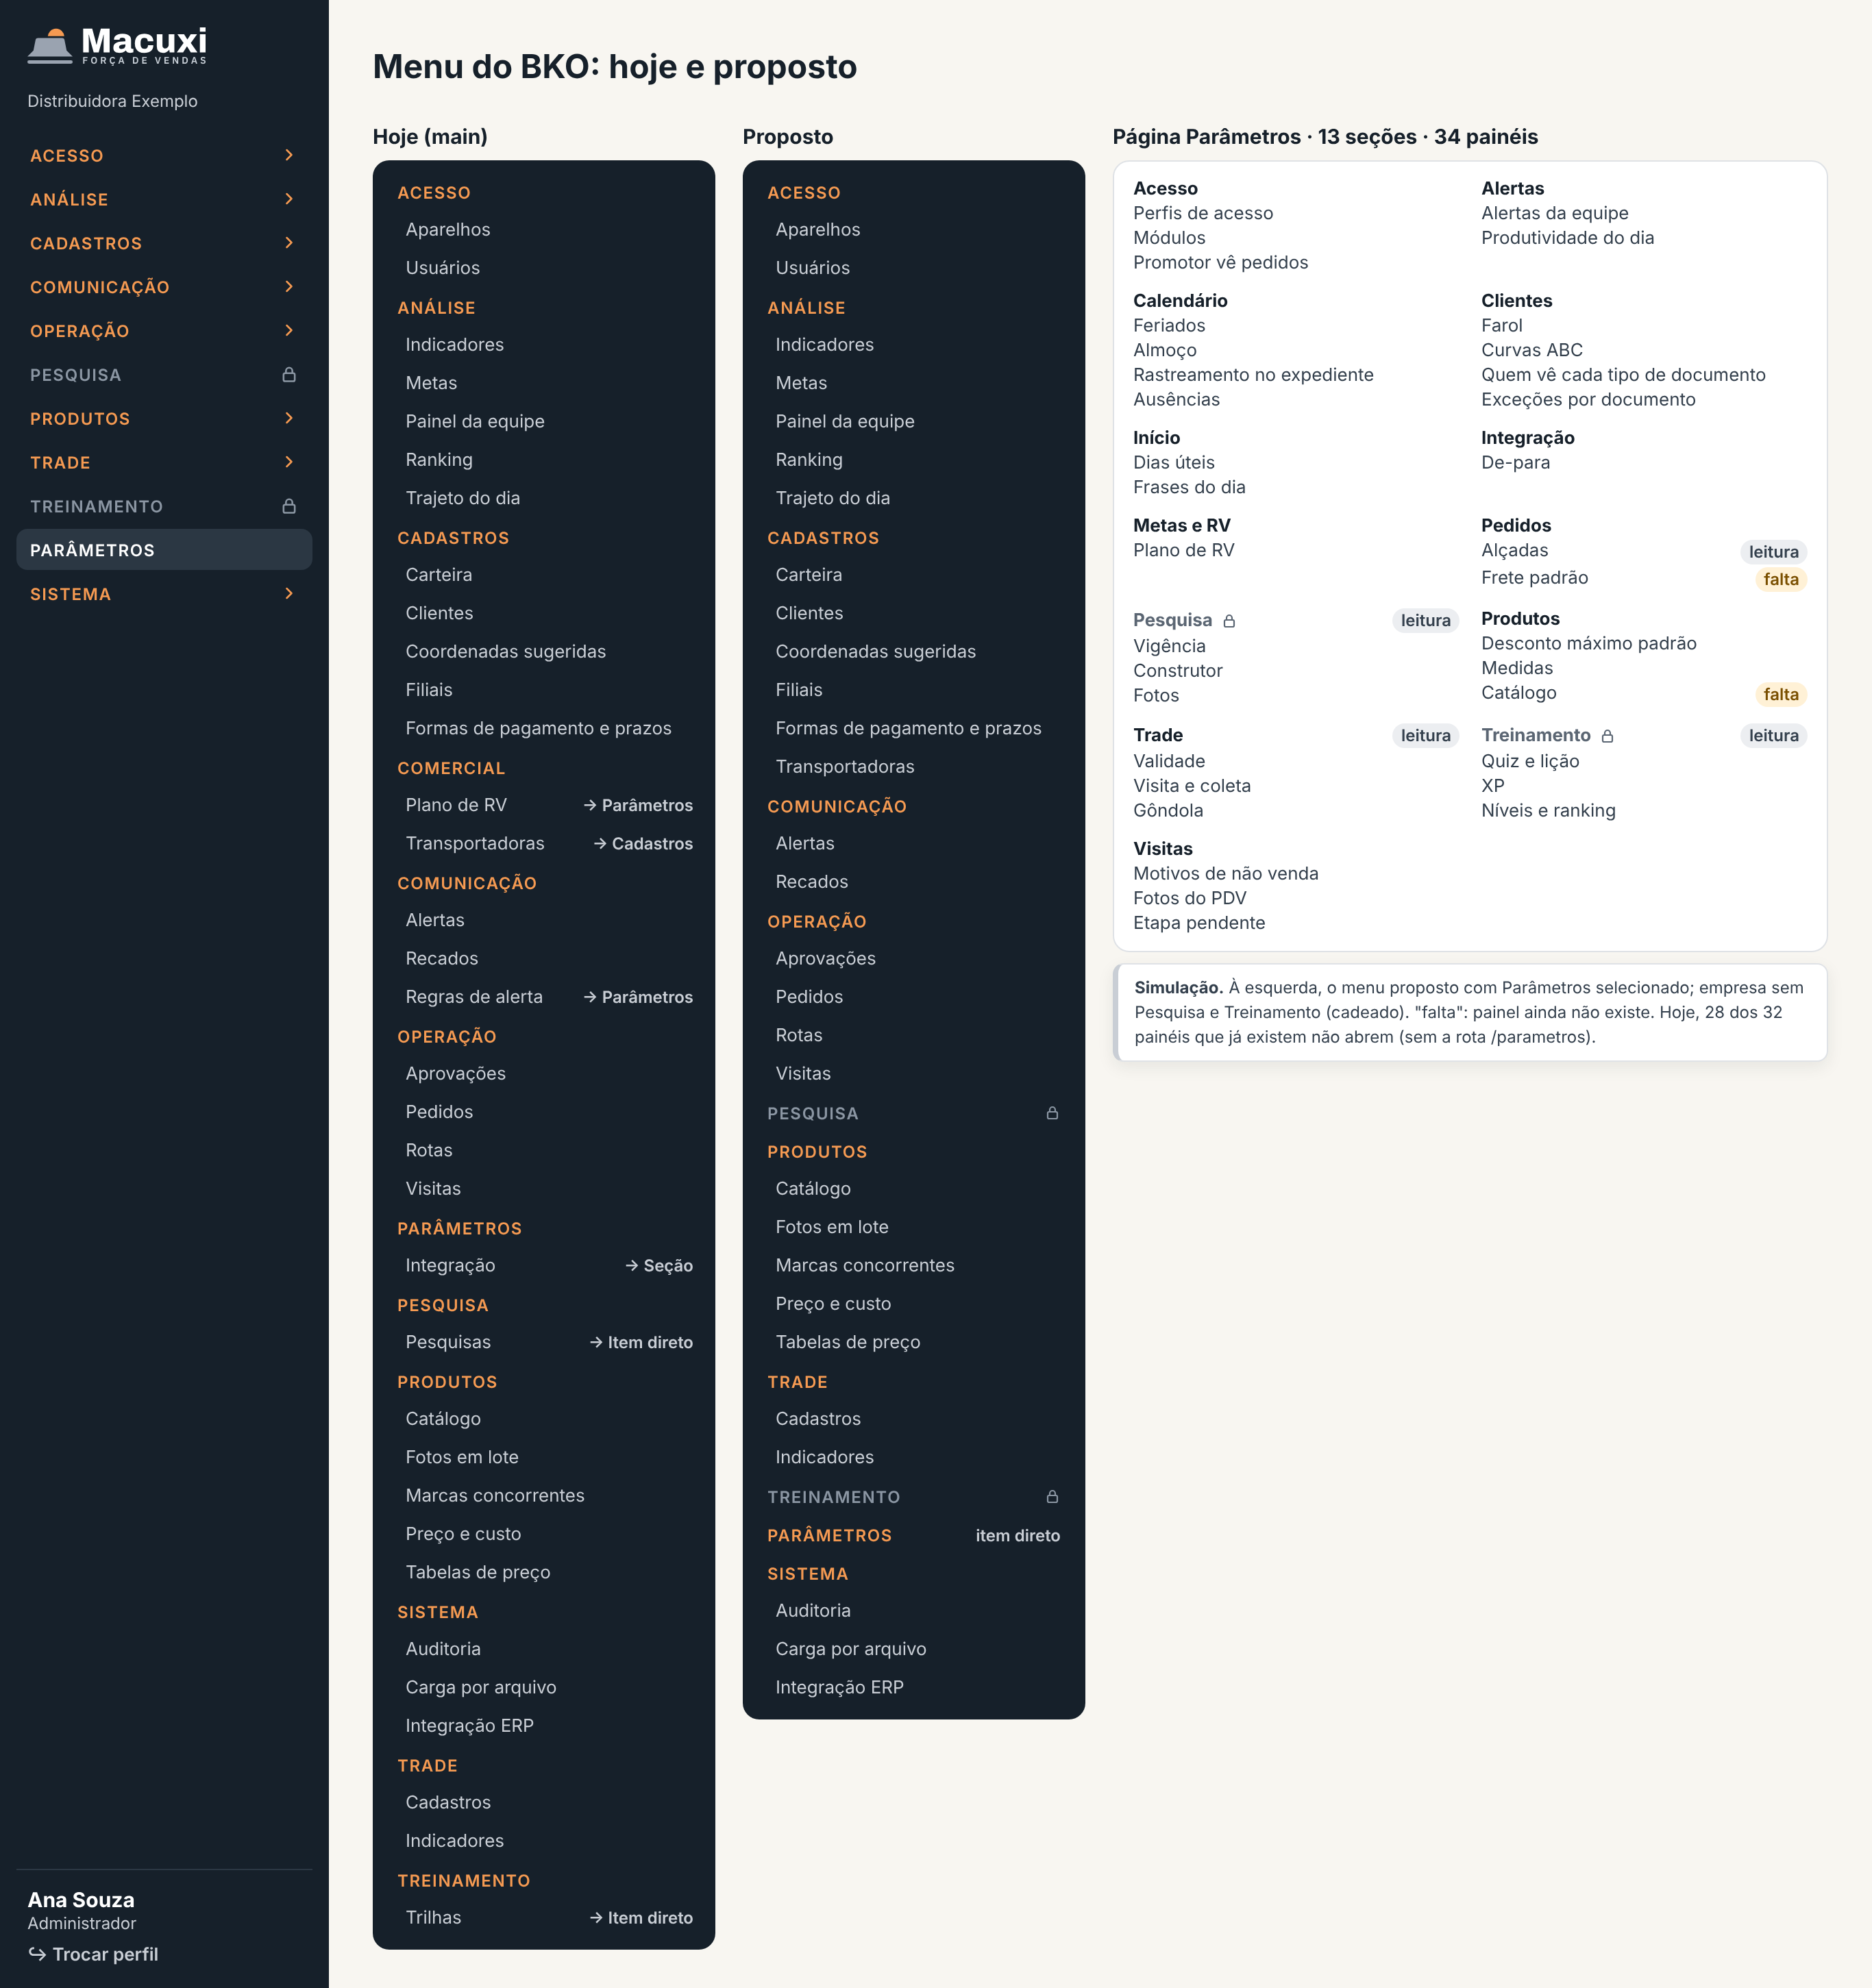 Macuxi
FORÇA DE VENDAS
Distribuidora Exemplo
ACESSO
ANÁLISE
CADASTROS
COMUNICAÇÃO
OPERAÇÃO
PESQUISA
PRODUTOS
TRADE
TREINAMENTO
PARÂMETROS
SISTEMA
Ana Souza
Administrador
↪ Trocar perfil
Menu do BKO: hoje e proposto
Hoje (main)
ACESSO
Aparelhos
Usuários
ANÁLISE
Indicadores
Metas
Painel da equipe
Ranking
Trajeto do dia
CADASTROS
Carteira
Clientes
Coordenadas sugeridas
Filiais
Formas de pagamento e prazos
COMERCIAL
Plano de RV → Parâmetros
Transportadoras → Cadastros
COMUNICAÇÃO
Alertas
Recados
Regras de alerta → Parâmetros
OPERAÇÃO
Aprovações
Pedidos
Rotas
Visitas
PARÂMETROS
Integração → Seção
PESQUISA
Pesquisas → Item direto
PRODUTOS
Catálogo
Fotos em lote
Marcas concorrentes
Preço e custo
Tabelas de preço
SISTEMA
Auditoria
Carga por arquivo
Integração ERP
TRADE
Cadastros
Indicadores
TREINAMENTO
Trilhas → Item direto
Proposto
ACESSO
Aparelhos
Usuários
ANÁLISE
Indicadores
Metas
Painel da equipe
Ranking
Trajeto do dia
CADASTROS
Carteira
Clientes
Coordenadas sugeridas
Filiais
Formas de pagamento e prazos
Transportadoras
COMUNICAÇÃO
Alertas
Recados
OPERAÇÃO
Aprovações
Pedidos
Rotas
Visitas
PESQUISA
PRODUTOS
Catálogo
Fotos em lote
Marcas concorrentes
Preço e custo
Tabelas de preço
TRADE
Cadastros
Indicadores
TREINAMENTO
PARÂMETROS item direto
SISTEMA
Auditoria
Carga por arquivo
Integração ERP
Página Parâmetros · 13 seções · 34 painéis
Acesso
Perfis de acesso
Módulos
Promotor vê pedidos
Alertas
Alertas da equipe
Produtividade do dia
Calendário
Feriados
Almoço
Rastreamento no expediente
Ausências
Clientes
Farol
Curvas ABC
Quem vê cada tipo de documento
Exceções por documento
Início
Dias úteis
Frases do dia
Integração
De-para
Metas e RV
Plano de RV
Pedidos
Alçadas leitura
Frete padrão falta
Pesquisa leitura
Vigência
Construtor
Fotos
Produtos
Desconto máximo padrão
Medidas
Catálogo falta
Trade leitura
Validade
Visita e coleta
Gôndola
Treinamento leitura
Quiz e lição
XP
Níveis e ranking
Visitas
Motivos de não venda
Fotos do PDV
Etapa pendente
Simulação. À esquerda, o menu proposto com Parâmetros selecionado; empresa sem
Pesquisa e Treinamento (cadeado). "falta": painel ainda não existe. Hoje, 28 dos 32
painéis que já existem não abrem (sem a rota /parametros).